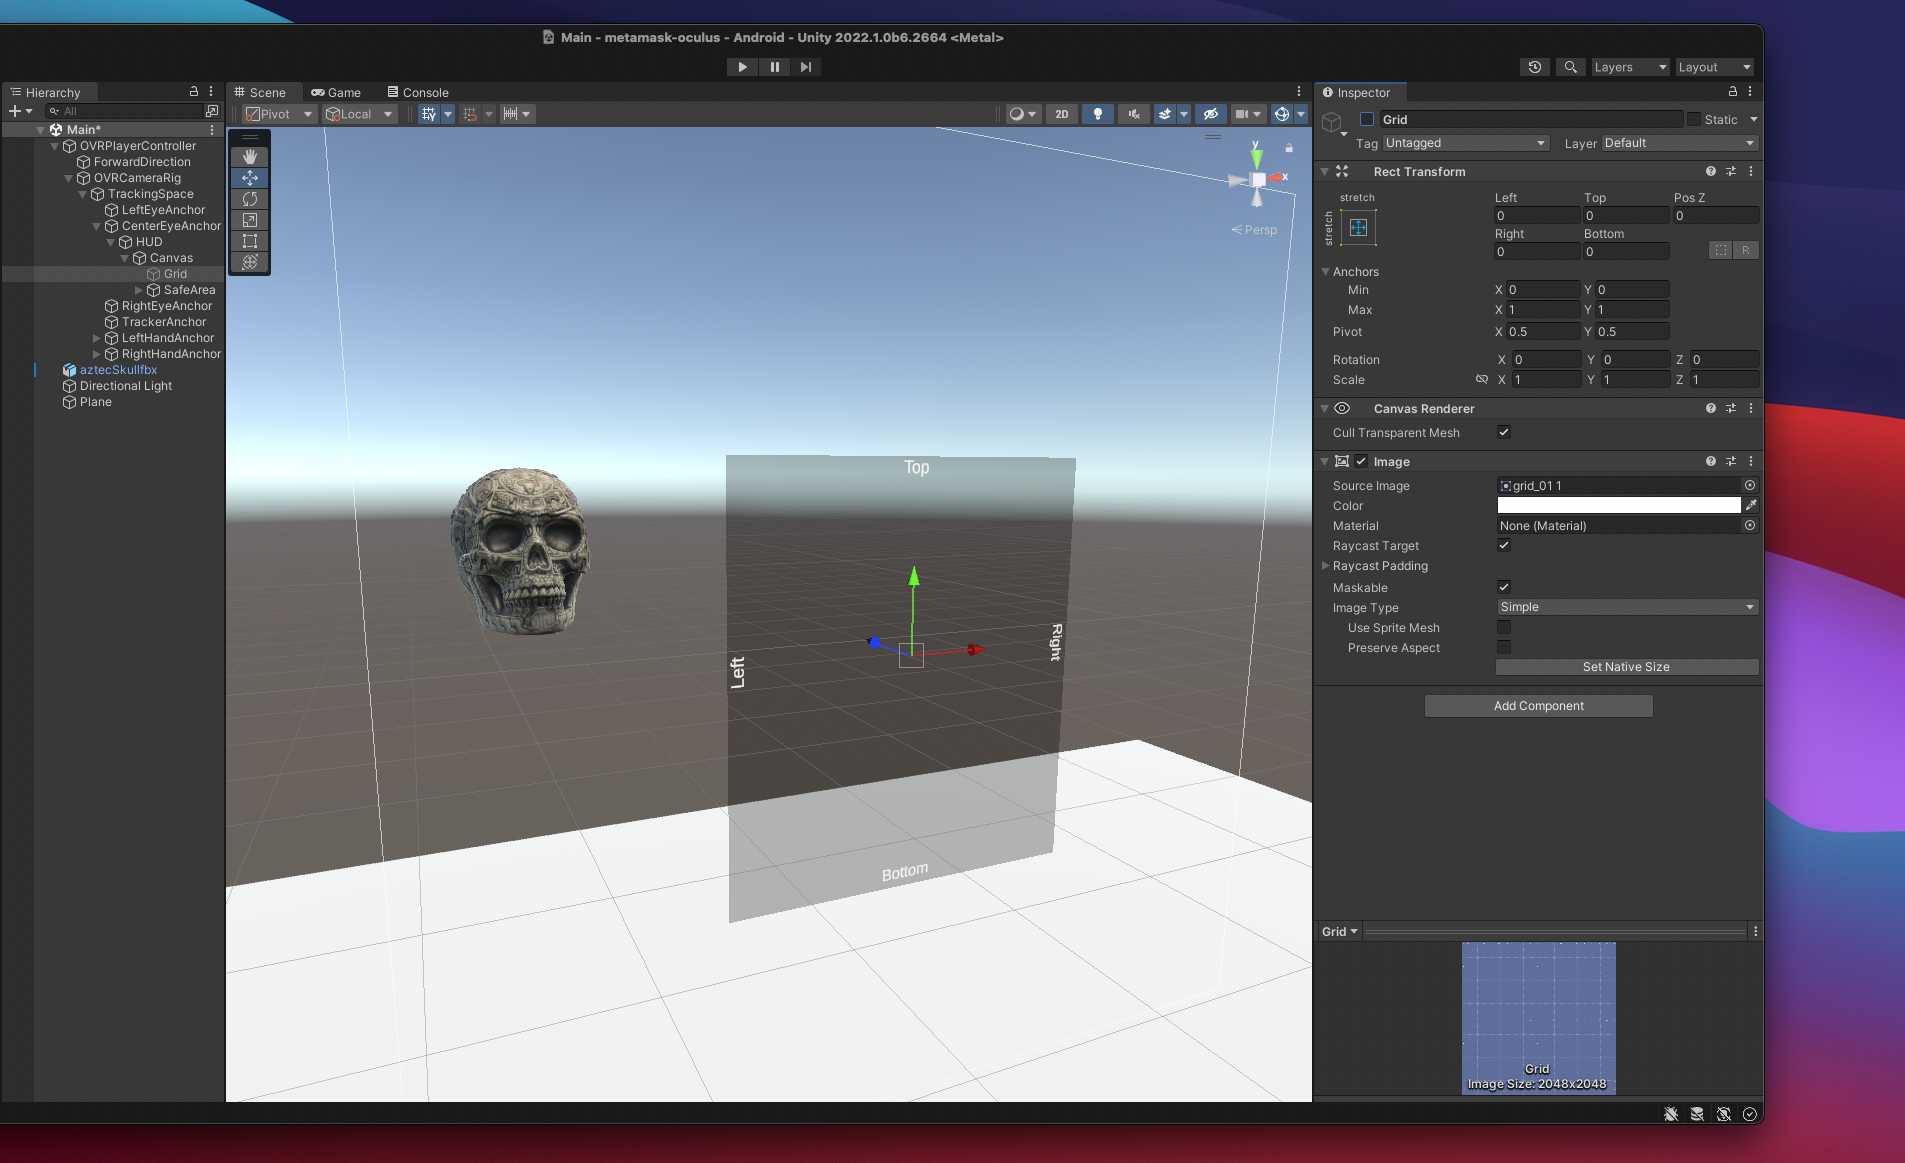 Main - metamask-oculus - Android - Unity 2022.1.0b6.2664 <Metal>
Layers
Layout
Hierarchy
All
Main*
OVRPlayerController
ForwardDirection
OVRCameraRig
TrackingSpace
LeftEyeAnchor
CenterEyeAnchor
HUD
Canvas
Grid
SafeArea
RightEyeAnchor
TrackerAnchor
LeftHandAnchor
RightHandAnchor
aztecSkullfbx
Directional Light
Plane
Scene
Game
Console
Pivot
Local
2D
y
x
Persp
Top
Left
Right
Bottom
Inspector
Grid
Static
Tag Untagged
Layer Default
Rect Transform
stretch
stretch
Left Top Pos Z
0 0 0
Right Bottom
0 0
R
Anchors
Min X 0 Y 0
Max X 1 Y 1
Pivot X 0.5 Y 0.5
Rotation X 0 Y 0 Z 0
Scale X 1 Y 1 Z 1
Canvas Renderer
Cull Transparent Mesh
Image
Source Image grid_01 1
Color
Material None (Material)
Raycast Target
Raycast Padding
Maskable
Image Type Simple
Use Sprite Mesh
Preserve Aspect
Set Native Size
Add Component
Grid
Grid
Image Size: 2048x2048